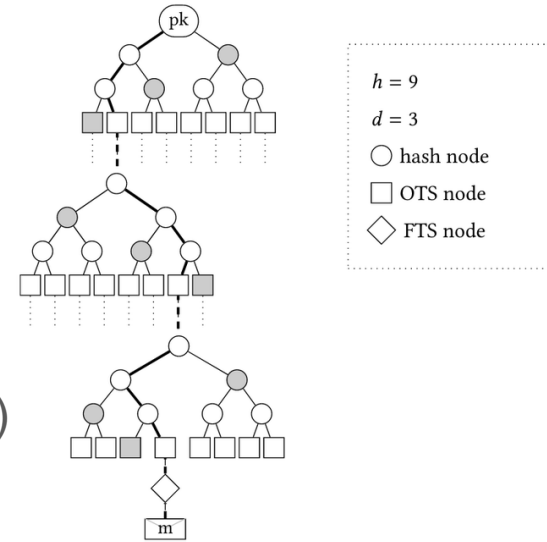 pk
h = 9
d = 3
hash node
OTS node
FTS node
)
m